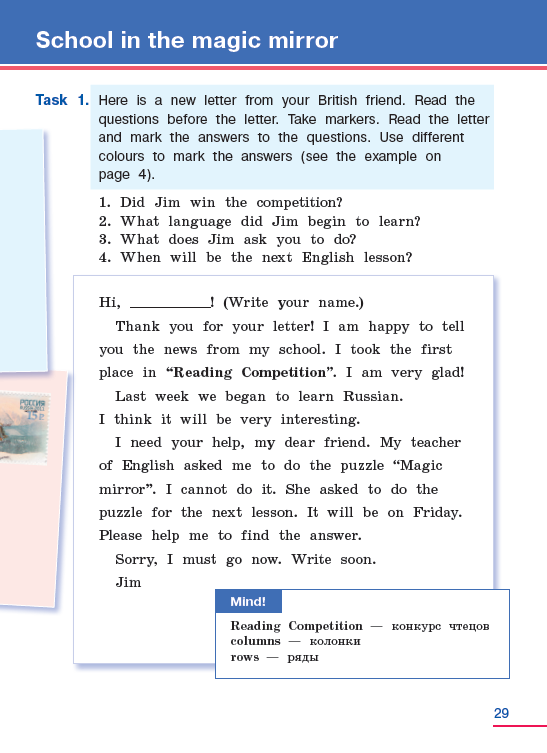 School in the magic mirror
Task 1. Here is a new letter from your British friend. Read the
questions before the letter. Take markers. Read the letter
and mark the answers to the questions. Use different
colours to mark the answers (see the example on
page 4).
1. Did Jim win the competition?
2. What language did Jim begin to learn?
3. What does Jim ask you to do?
4. When will be the next English lesson?
Hi, __________! (Write your name.)
Thank you for your letter! I am happy to tell
you the news from my school. I took the first
place in “Reading Competition”. I am very glad!
Last week we began to learn Russian.
I think it will be very interesting.
I need your help, my dear friend. My teacher
of English asked me to do the puzzle “Magic
mirror”. I cannot do it. She asked to do the
puzzle for the next lesson. It will be on Friday.
Please help me to find the answer.
Sorry, I must go now. Write soon.
Jim
РОССИЯ
Mind!
Reading Competition — конкурс чтецов
columns — колонки
rows — ряды
29